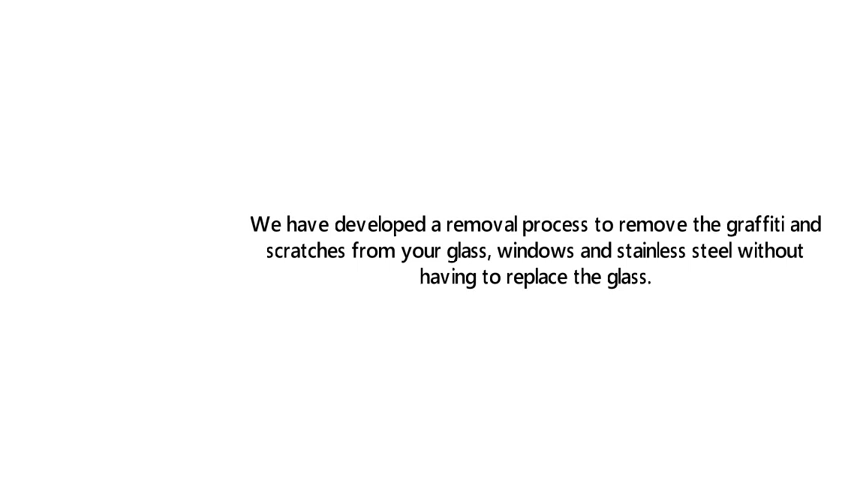 We have developed a removal process to remove the graffiti and
scratches from your glass, windows and stainless steel without
having to replace the glass.